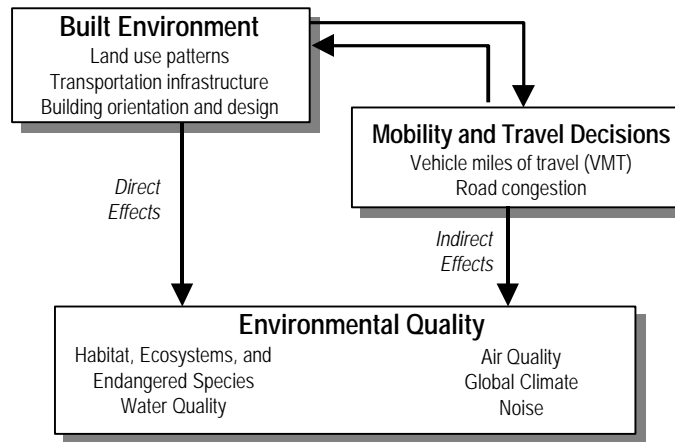 Built Environment
Land use patterns
Transportation infrastructure
Building orientation and design
Mobility and Travel Decisions
Vehicle miles of travel (VMT)
Road congestion
Direct
Effects
Indirect
Effects
Environmental Quality
Habitat, Ecosystems, and
Endangered Species
Water Quality
Air Quality
Global Climate
Noise